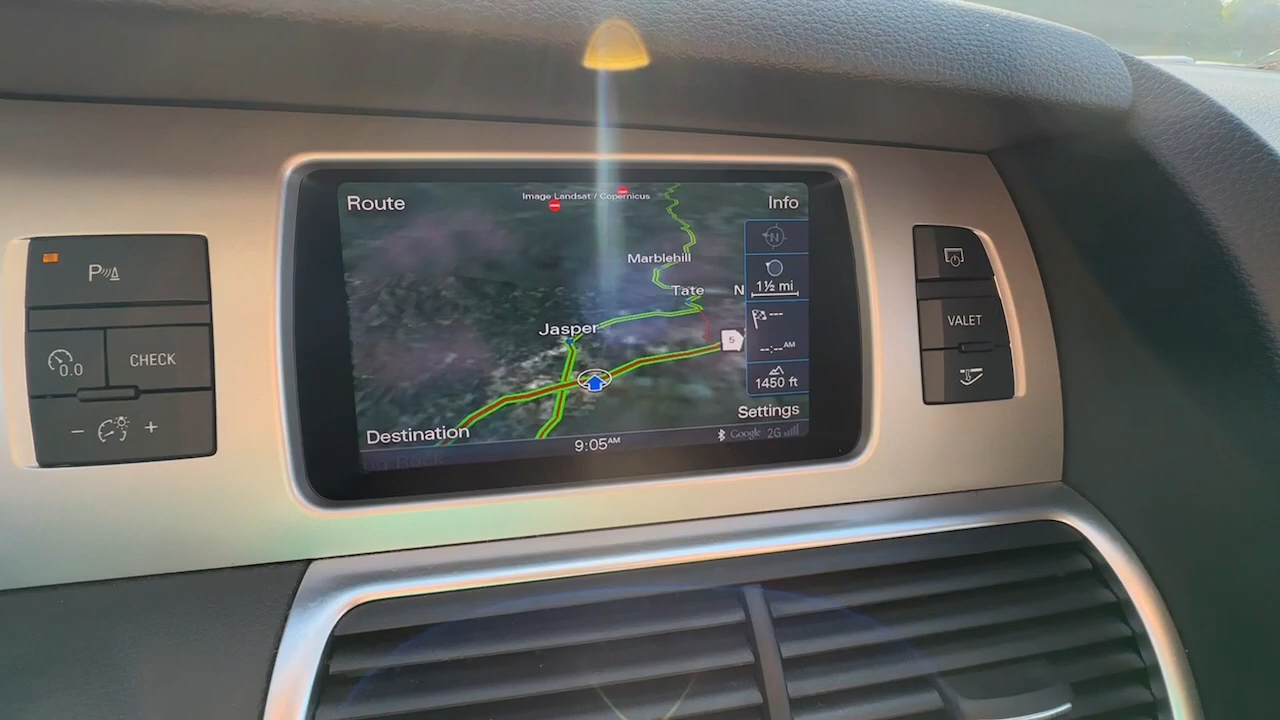 Route
Image Landsat / Copernicus
Info
N
Marblehill
1½ mi
Tate
N
---
Jasper
5
--:--AM
1450 ft
Settings
Destination
9:05AM
Google 2G
P
0.0
CHECK
− +
VALET